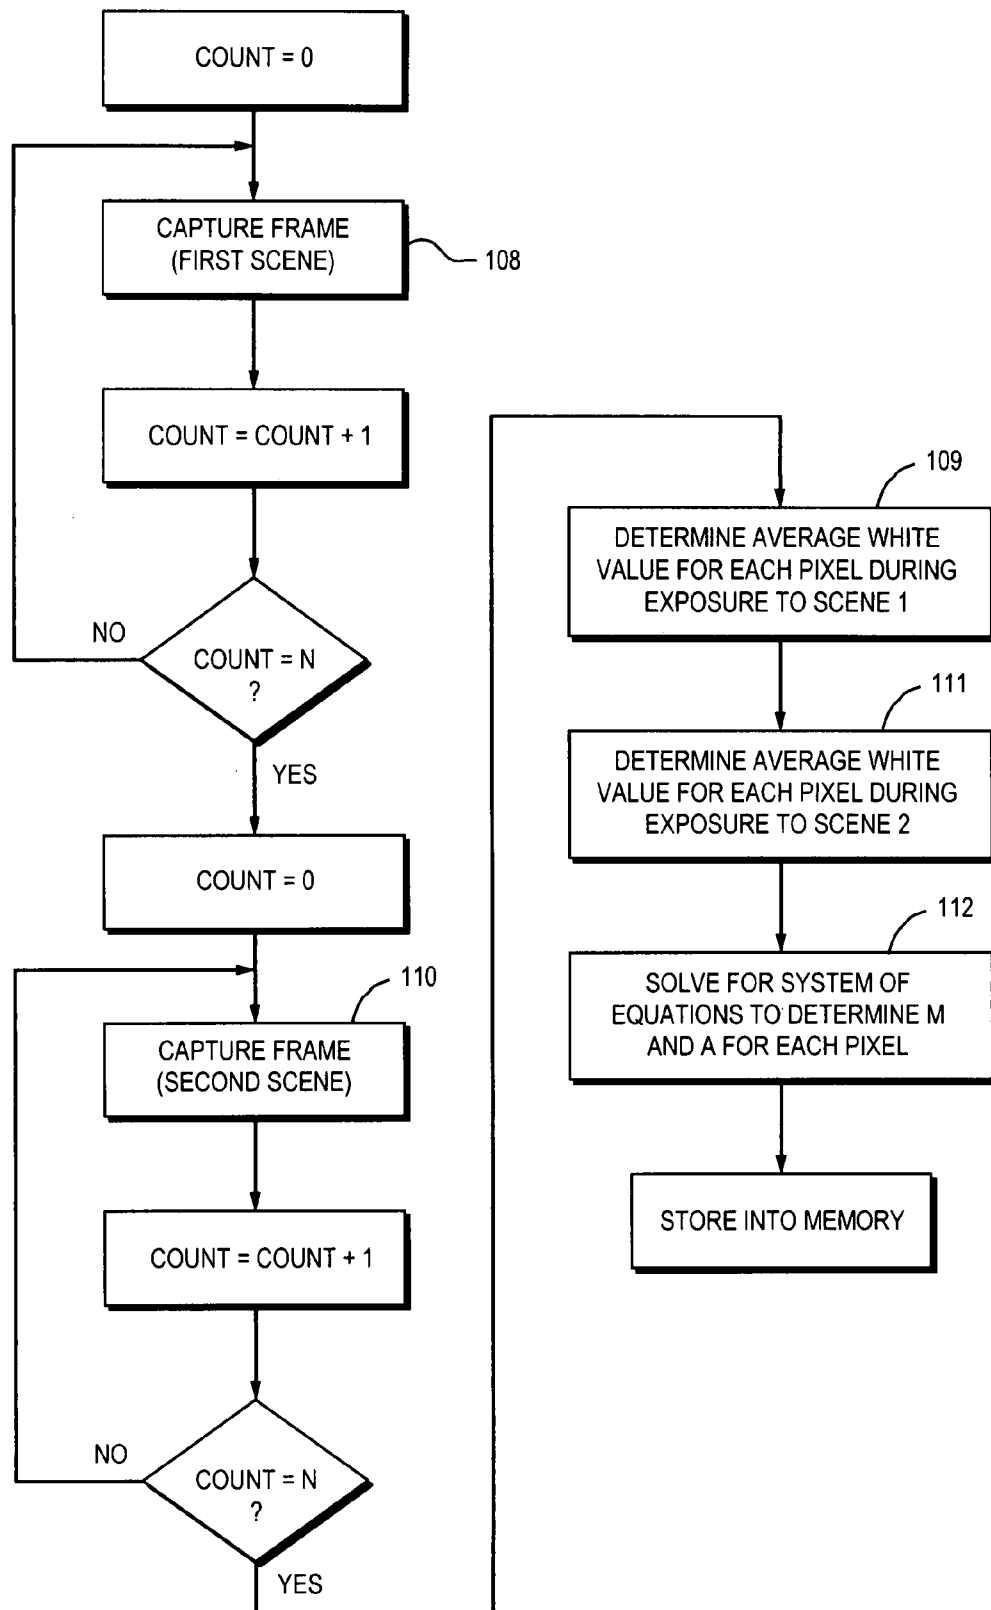 COUNT = 0
CAPTURE FRAME
(FIRST SCENE)
108
COUNT = COUNT + 1
NO
COUNT = N
?
YES
COUNT = 0
110
CAPTURE FRAME
(SECOND SCENE)
COUNT = COUNT + 1
NO
COUNT = N
?
YES
109
DETERMINE AVERAGE WHITE
VALUE FOR EACH PIXEL DURING
EXPOSURE TO SCENE 1
111
DETERMINE AVERAGE WHITE
VALUE FOR EACH PIXEL DURING
EXPOSURE TO SCENE 2
112
SOLVE FOR SYSTEM OF
EQUATIONS TO DETERMINE M
AND A FOR EACH PIXEL
STORE INTO MEMORY